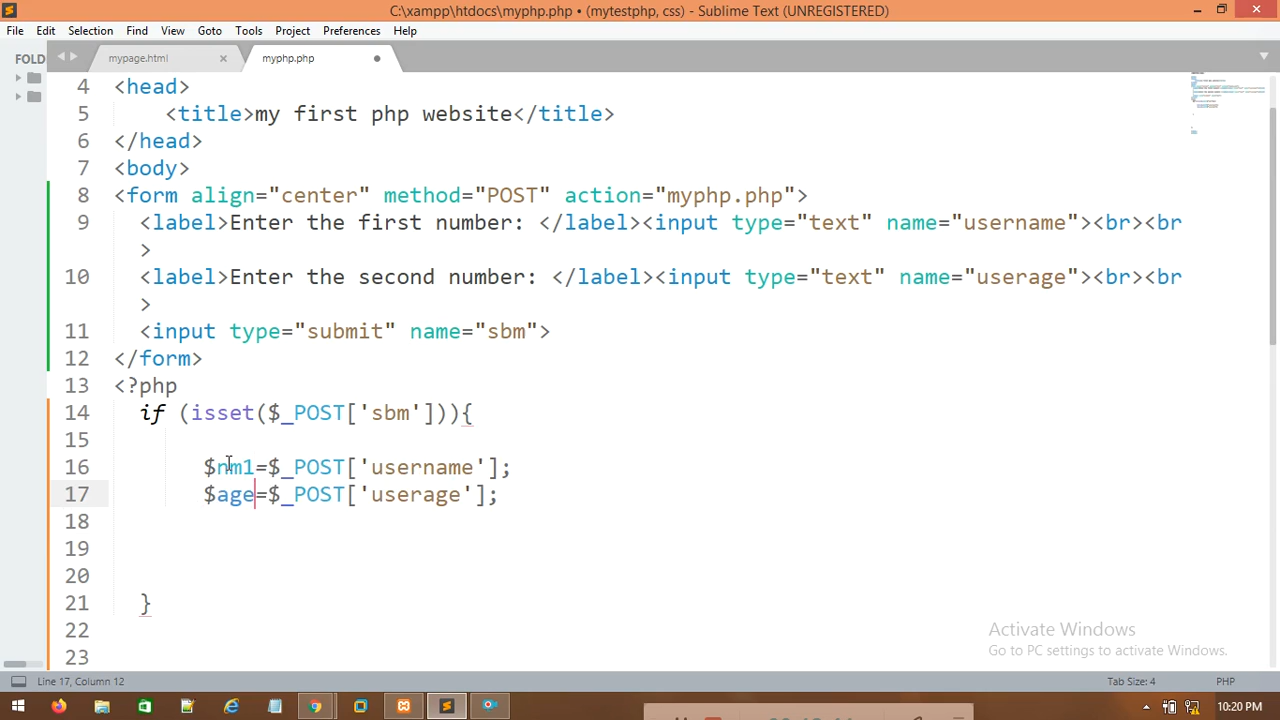 C:\xampp\htdocs\myphp.php • (mytestphp, css) - Sublime Text (UNREGISTERED)
File Edit Selection Find View Goto Tools Project Preferences Help
FOLD
mypage.html
myphp.php
4 <head>
5 <title>my first php website</title>
6 </head>
7 <body>
8 <form align="center" method="POST" action="myphp.php">
9 <label>Enter the first number: </label><input type="text" name="username"><br><br
>
10 <label>Enter the second number: </label><input type="text" name="userage"><br><br
>
11 <input type="submit" name="sbm">
12 </form>
13 <?php
14 if (isset($_POST['sbm'])){
15
16 $nm1=$_POST['username'];
17 $age=$_POST['userage'];
18
19
20
21 }
22
23
Activate Windows
Go to PC settings to activate Windows.
Line 17, Column 12
Tab Size: 4
PHP
10:20 PM